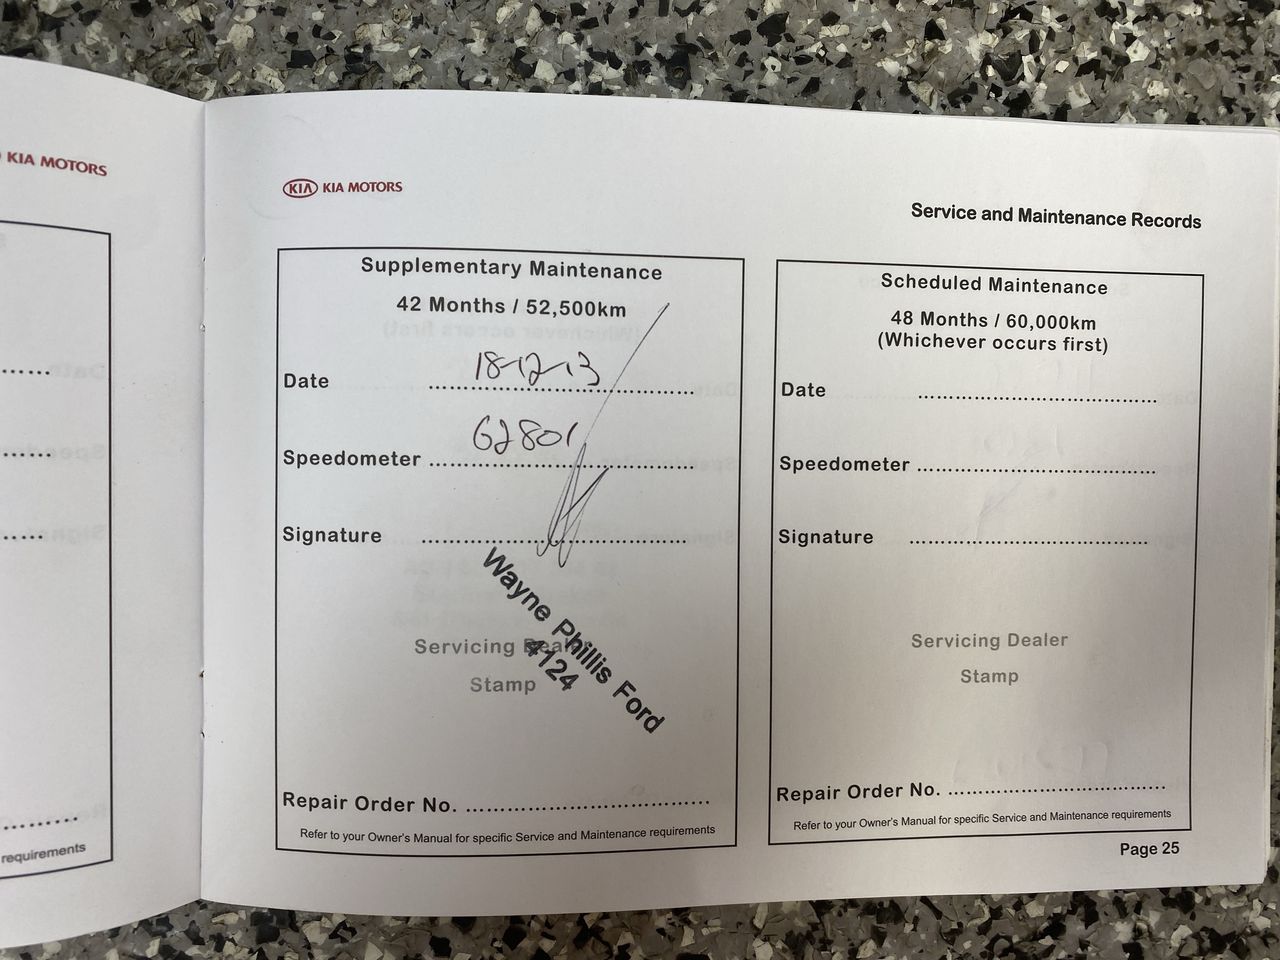 KIA MOTORS
requirements
KIA KIA MOTORS
Service and Maintenance Records
Supplementary Maintenance
42 Months / 52,500km
Date 18-12-13
Speedometer 62801
Signature
Wayne Phillis Ford
4124
Servicing Dealer
Stamp
Repair Order No.
Refer to your Owner's Manual for specific Service and Maintenance requirements
Scheduled Maintenance
48 Months / 60,000km
(Whichever occurs first)
Date
Speedometer
Signature
Servicing Dealer
Stamp
Repair Order No.
Refer to your Owner's Manual for specific Service and Maintenance requirements
Page 25